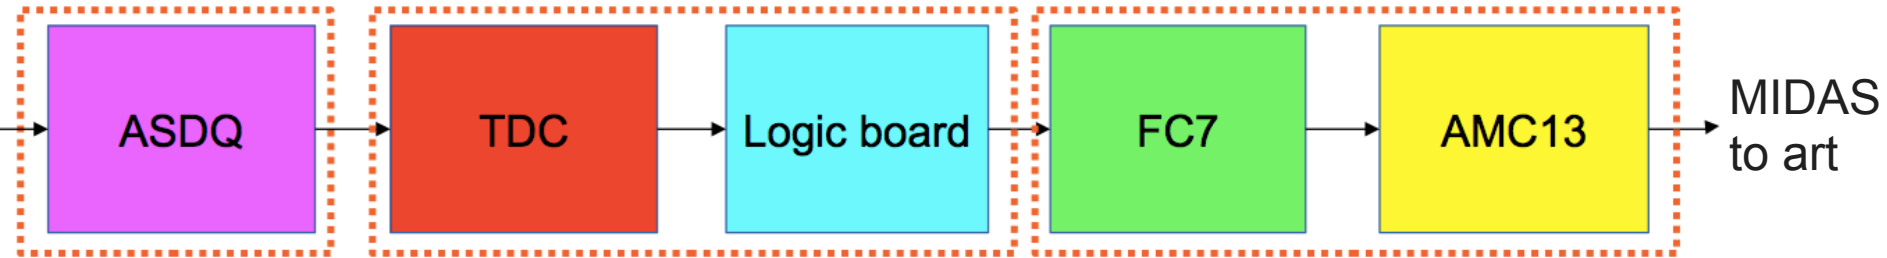 ASDQ
TDC
Logic board
FC7
AMC13
MIDAS
to art